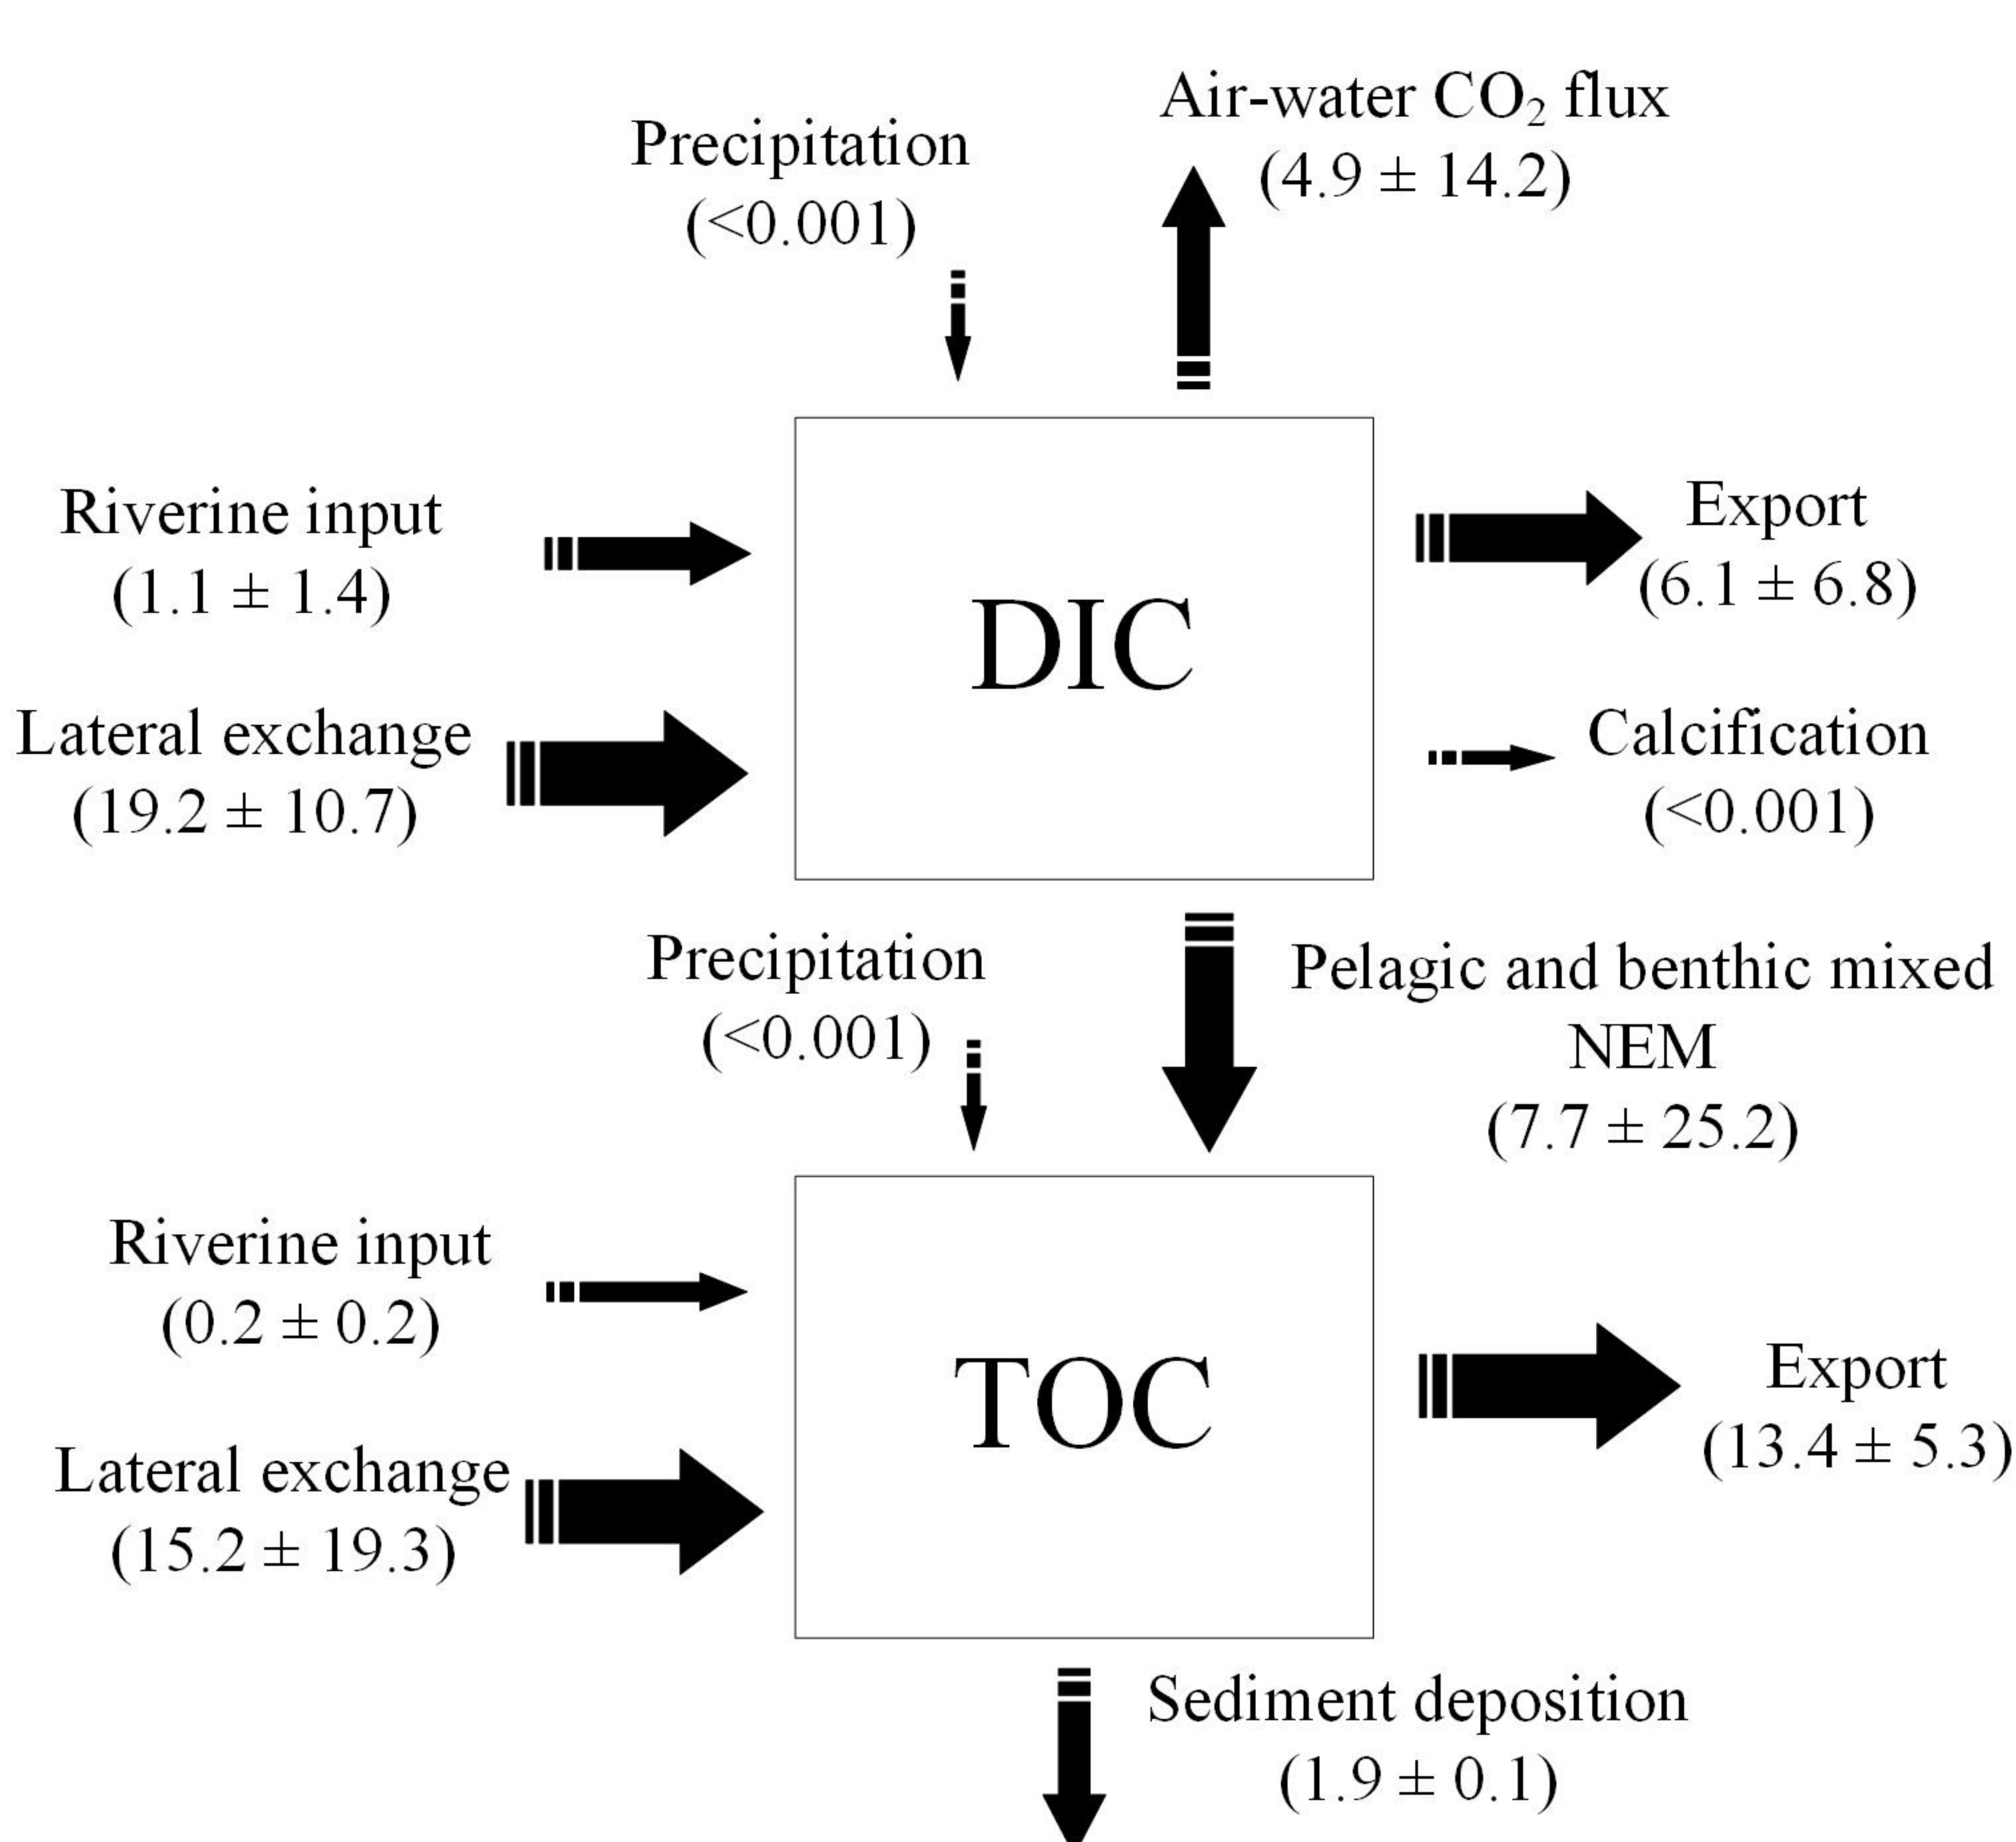 Air-water CO₂ flux
(4.9 ± 14.2)
Precipitation
(<0.001)
Riverine input
(1.1 ± 1.4)
Lateral exchange
(19.2 ± 10.7)
DIC
Export
(6.1 ± 6.8)
Calcification
(<0.001)
Precipitation
(<0.001)
Pelagic and benthic mixed
NEM
(7.7 ± 25.2)
Riverine input
(0.2 ± 0.2)
Lateral exchange
(15.2 ± 19.3)
TOC
Export
(13.4 ± 5.3)
Sediment deposition
(1.9 ± 0.1)